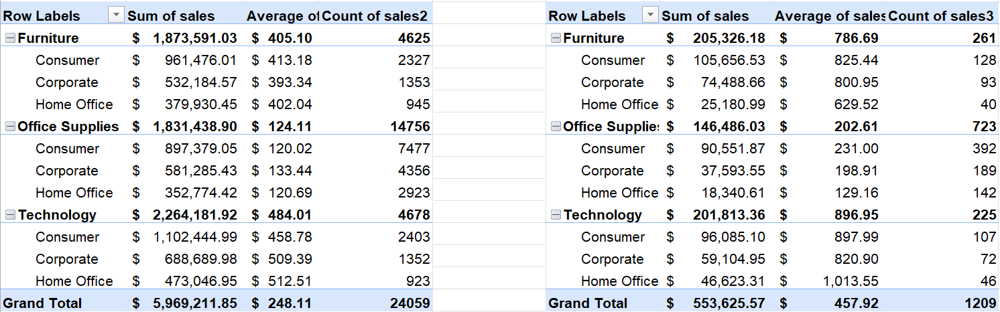 Row Labels Sum of sales Average of Count of sales2 Row Labels Sum of sales Average of sales Count of sales3
Furniture $ 1,873,591.03 $ 405.10 4625 Furniture $ 205,326.18 $ 786.69 261
Consumer $ 961,476.01 $ 413.18 2327 Consumer $ 105,656.53 $ 825.44 128
Corporate $ 532,184.57 $ 393.34 1353 Corporate $ 74,488.66 $ 800.95 93
Home Office $ 379,930.45 $ 402.04 945 Home Office $ 25,180.99 $ 629.52 40
Office Supplies $ 1,831,438.90 $ 124.11 14756 Office Supplies $ 146,486.03 $ 202.61 723
Consumer $ 897,379.05 $ 120.02 7477 Consumer $ 90,551.87 $ 231.00 392
Corporate $ 581,285.43 $ 133.44 4356 Corporate $ 37,593.55 $ 198.91 189
Home Office $ 352,774.42 $ 120.69 2923 Home Office $ 18,340.61 $ 129.16 142
Technology $ 2,264,181.92 $ 484.01 4678 Technology $ 201,813.36 $ 896.95 225
Consumer $ 1,102,444.99 $ 458.78 2403 Consumer $ 96,085.10 $ 897.99 107
Corporate $ 688,689.98 $ 509.39 1352 Corporate $ 59,104.95 $ 820.90 72
Home Office $ 473,046.95 $ 512.51 923 Home Office $ 46,623.31 $ 1,013.55 46
Grand Total $ 5,969,211.85 $ 248.11 24059 Grand Total $ 553,625.57 $ 457.92 1209